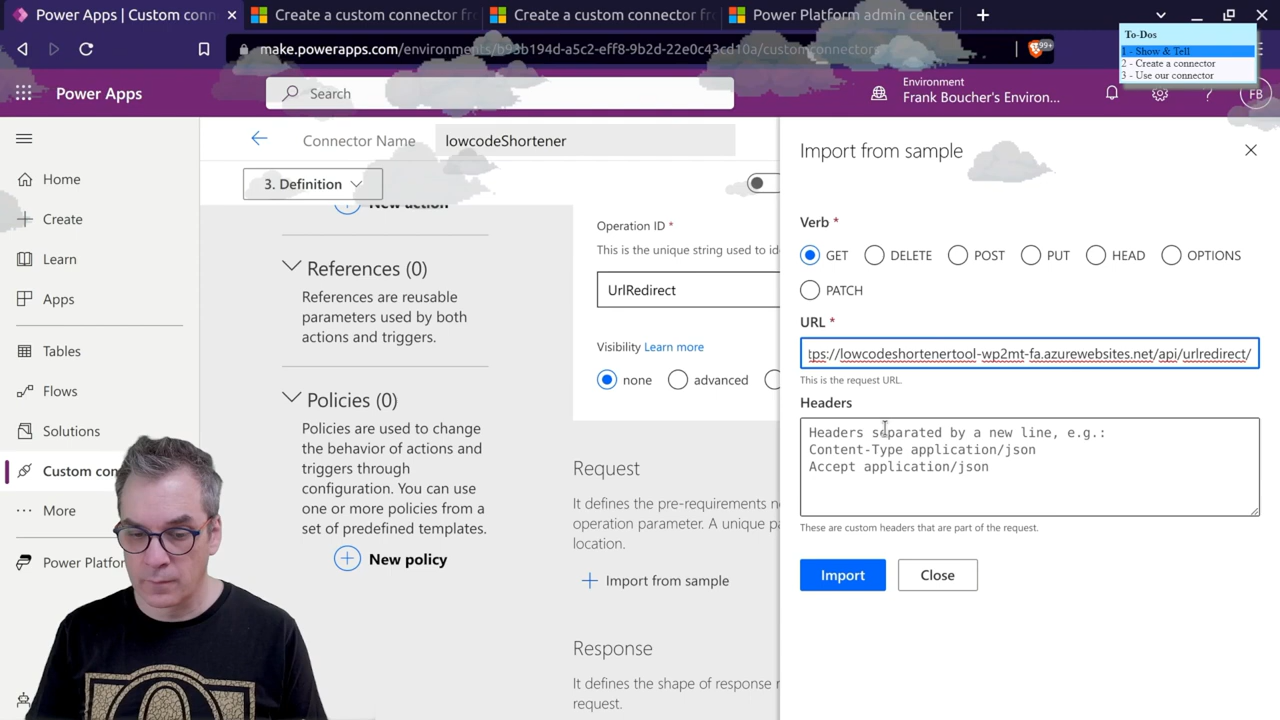 Power Apps | Custom conn
Create a custom connector fr
Create a custom connector fr
Power Platform admin center
make.powerapps.com/environments/b93b194d-a5c2-eff8-9b2d-22e0c43cd10a/customconnectors
99+
To-Dos
1 - Show & Tell
2 - Create a connector
3 - Use our connector
Power Apps
Search
Environment
Frank Boucher's Environ...
FB
Home
Create
Learn
Apps
Tables
Flows
Solutions
Custom con
More
Power Platfor
Connector Name
lowcodeShortener
3. Definition
New action
References (0)
References are reusable
parameters used by both
actions and triggers.
Policies (0)
Policies are used to change
the behavior of actions and
triggers through
configuration. You can use
one or more policies from a
set of predefined templates.
New policy
Operation ID *
This is the unique string used to id
UrlRedirect
Visibility Learn more
none
advanced
Request
It defines the pre-requirements n
operation parameter. A unique pa
location.
Import from sample
Response
It defines the shape of response r
request.
Import from sample
Verb *
GET
DELETE
POST
PUT
HEAD
OPTIONS
PATCH
URL *
tps://lowcodeshortenertool-wp2mt-fa.azurewebsites.net/api/urlredirect/
This is the request URL.
Headers
Headers separated by a new line, e.g.:
Content-Type application/json
Accept application/json
These are custom headers that are part of the request.
Import
Close